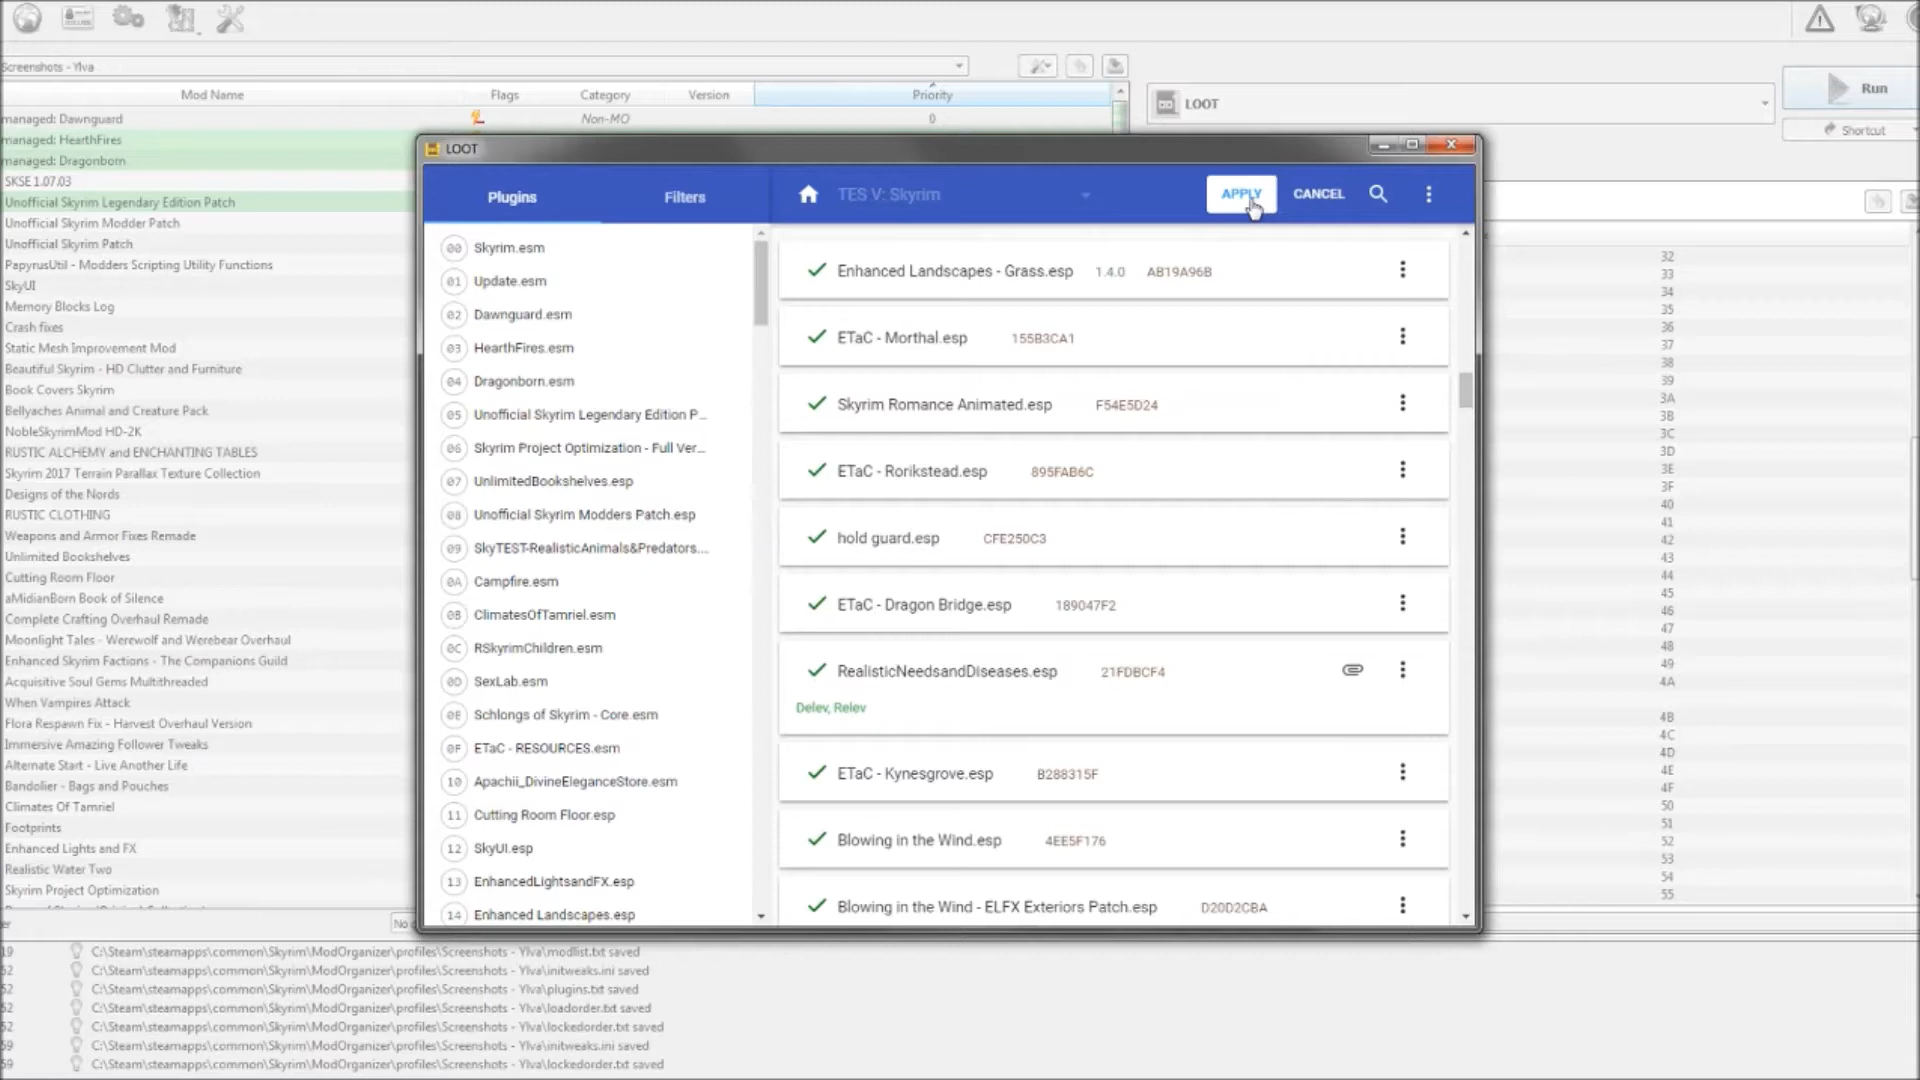 Screenshots - Ylva
Mod Name
Flags
Category
Version
Priority
managed: Dawnguard
Non-MO
0
managed: HearthFires
managed: Dragonborn
SKSE 1.07.03
Unofficial Skyrim Legendary Edition Patch
Unofficial Skyrim Modder Patch
Unofficial Skyrim Patch
PapyrusUtil - Modders Scripting Utility Functions
SkyUI
Memory Blocks Log
Crash fixes
Static Mesh Improvement Mod
Beautiful Skyrim - HD Clutter and Furniture
Book Covers Skyrim
Bellyaches Animal and Creature Pack
NobleSkyrimMod HD-2K
RUSTIC ALCHEMY and ENCHANTING TABLES
Skyrim 2017 Terrain Parallax Texture Collection
Designs of the Nords
RUSTIC CLOTHING
Weapons and Armor Fixes Remade
Unlimited Bookshelves
Cutting Room Floor
aMidianBorn Book of Silence
Complete Crafting Overhaul Remade
Moonlight Tales - Werewolf and Werebear Overhaul
Enhanced Skyrim Factions - The Companions Guild
Acquisitive Soul Gems Multithreaded
When Vampires Attack
Flora Respawn Fix - Harvest Overhaul Version
Immersive Amazing Follower Tweaks
Alternate Start - Live Another Life
Bandolier - Bags and Pouches
Climates Of Tamriel
Footprints
Enhanced Lights and FX
Realistic Water Two
Skyrim Project Optimization
LOOT
Run
Shortcut
LOOT
Plugins
Filters
TES V: Skyrim
APPLY
CANCEL
00 Skyrim.esm
01 Update.esm
02 Dawnguard.esm
03 HearthFires.esm
04 Dragonborn.esm
05 Unofficial Skyrim Legendary Edition P...
06 Skyrim Project Optimization - Full Ver...
07 UnlimitedBookshelves.esp
08 Unofficial Skyrim Modders Patch.esp
09 SkyTEST-RealisticAnimals&Predators....
0A Campfire.esm
0B ClimatesOfTamriel.esm
0C RSkyrimChildren.esm
0D SexLab.esm
0E Schlongs of Skyrim - Core.esm
0F ETaC - RESOURCES.esm
10 Apachii_DivineEleganceStore.esm
11 Cutting Room Floor.esp
12 SkyUI.esp
13 EnhancedLightsandFX.esp
14 Enhanced Landscapes.esp
Enhanced Landscapes - Grass.esp 1.4.0 AB19A96B
ETaC - Morthal.esp 155B3CA1
Skyrim Romance Animated.esp F54E5D24
ETaC - Rorikstead.esp 895FAB6C
hold guard.esp CFE250C3
ETaC - Dragon Bridge.esp 189047F2
RealisticNeedsandDiseases.esp 21FDBCF4
Delev, Relev
ETaC - Kynesgrove.esp B288315F
Blowing in the Wind.esp 4EE5F176
Blowing in the Wind - ELFX Exteriors Patch.esp D20D2CBA
32
33
34
35
36
37
38
39
3A
3B
3C
3D
3E
3F
40
41
42
43
44
45
46
47
48
49
4A
4B
4C
4D
4E
4F
50
51
52
53
54
55
er
No
19 C:\Steam\steamapps\common\Skyrim\ModOrganizer\profiles\Screenshots - Ylva\modlist.txt saved
52 C:\Steam\steamapps\common\Skyrim\ModOrganizer\profiles\Screenshots - Ylva\initweaks.ini saved
52 C:\Steam\steamapps\common\Skyrim\ModOrganizer\profiles\Screenshots - Ylva\plugins.txt saved
52 C:\Steam\steamapps\common\Skyrim\ModOrganizer\profiles\Screenshots - Ylva\loadorder.txt saved
52 C:\Steam\steamapps\common\Skyrim\ModOrganizer\profiles\Screenshots - Ylva\lockedorder.txt saved
59 C:\Steam\steamapps\common\Skyrim\ModOrganizer\profiles\Screenshots - Ylva\initweaks.ini saved
59 C:\Steam\steamapps\common\Skyrim\ModOrganizer\profiles\Screenshots - Ylva\lockedorder.txt saved